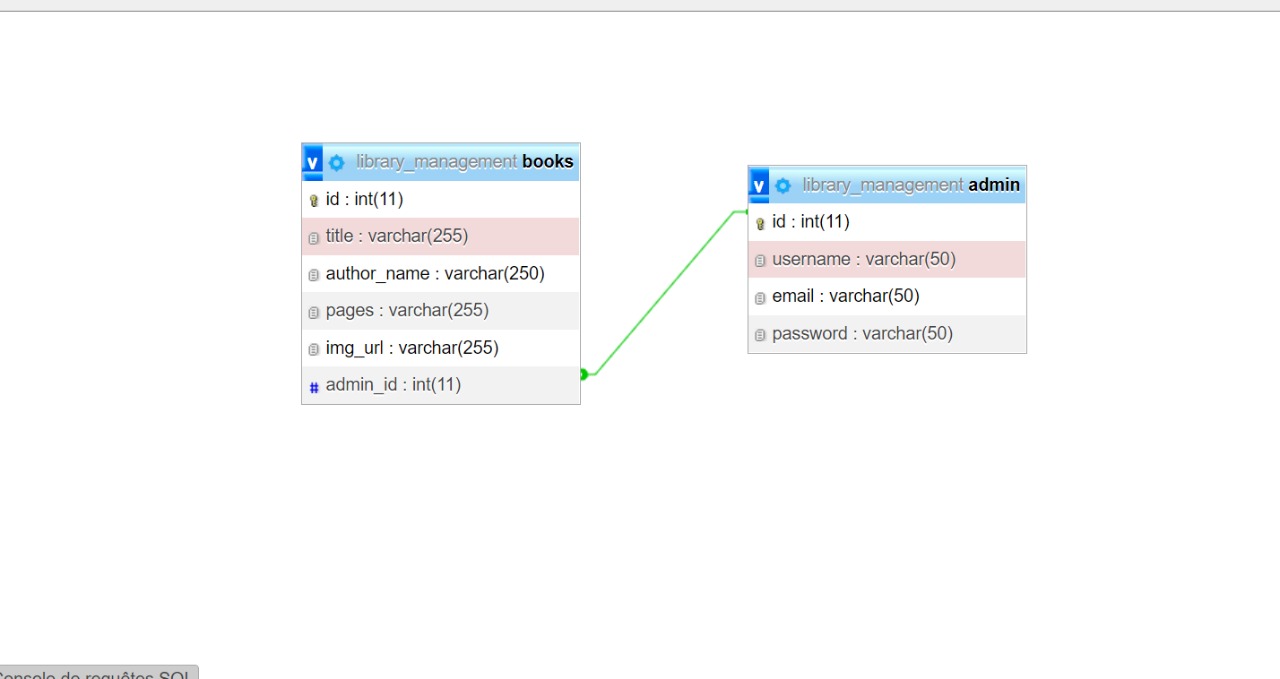 library_management books
id : int(11)
title : varchar(255)
author_name : varchar(250)
pages : varchar(255)
img_url : varchar(255)
# admin_id : int(11)
library_management admin
id : int(11)
username : varchar(50)
email : varchar(50)
password : varchar(50)
Console de requêtes SQL